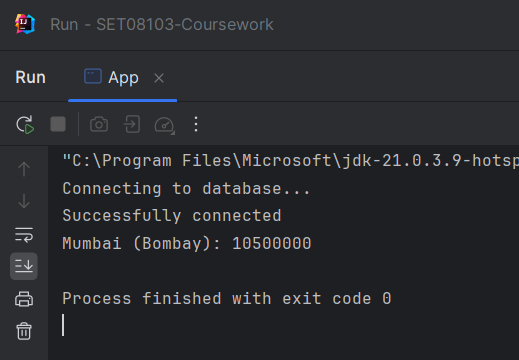 Run - SET08103-Coursework
Run App
"C:\Program Files\Microsoft\jdk-21.0.3.9-hotsp
Connecting to database...
Successfully connected
Mumbai (Bombay): 10500000
Process finished with exit code 0